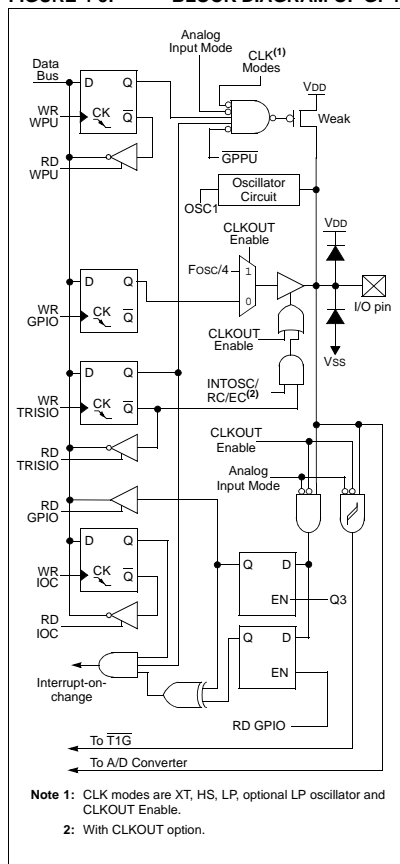 Analog
Input Mode
CLK(1)
Modes
Data
Bus
D Q
WR
WPU
CK Q
RD
WPU
GPPU
VDD
Weak
Oscillator
Circuit
OSC1
CLKOUT
Enable
VDD
FOSC/4
1
0
I/O pin
VSS
D Q
WR
GPIO
CK Q
CLKOUT
Enable
INTOSC/
RC/EC(2)
D Q
WR
TRISIO
CK Q
RD
TRISIO
CLKOUT
Enable
Analog
Input Mode
RD
GPIO
D Q
WR
IOC
CK Q
RD
IOC
Q D
EN
Q3
Q D
EN
Interrupt-on-
change
RD GPIO
To T1G
To A/D Converter
Note 1: CLK modes are XT, HS, LP, optional LP oscillator and
CLKOUT Enable.
2: With CLKOUT option.